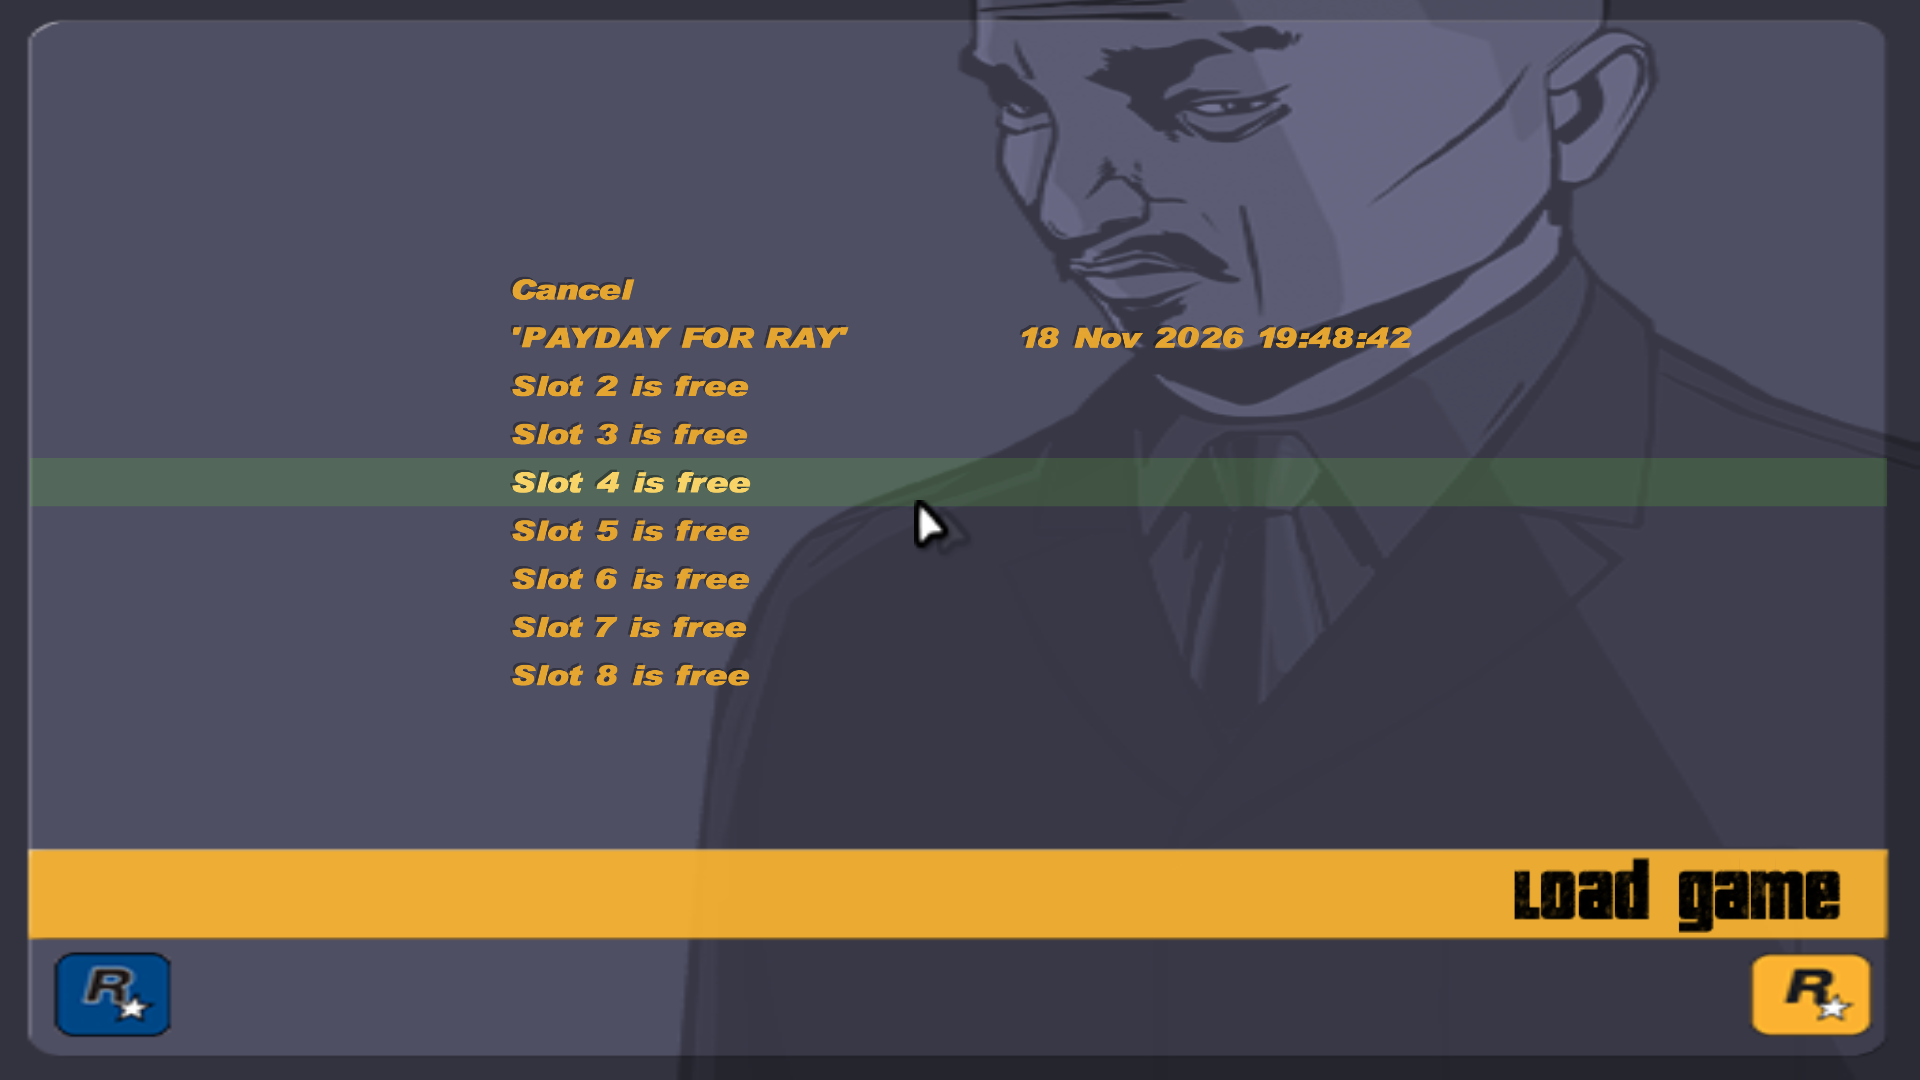 Cancel
'PAYDAY FOR RAY' 18 Nov 2026 19:48:42
Slot 2 is free
Slot 3 is free
Slot 4 is free
Slot 5 is free
Slot 6 is free
Slot 7 is free
Slot 8 is free
Load game
R
R